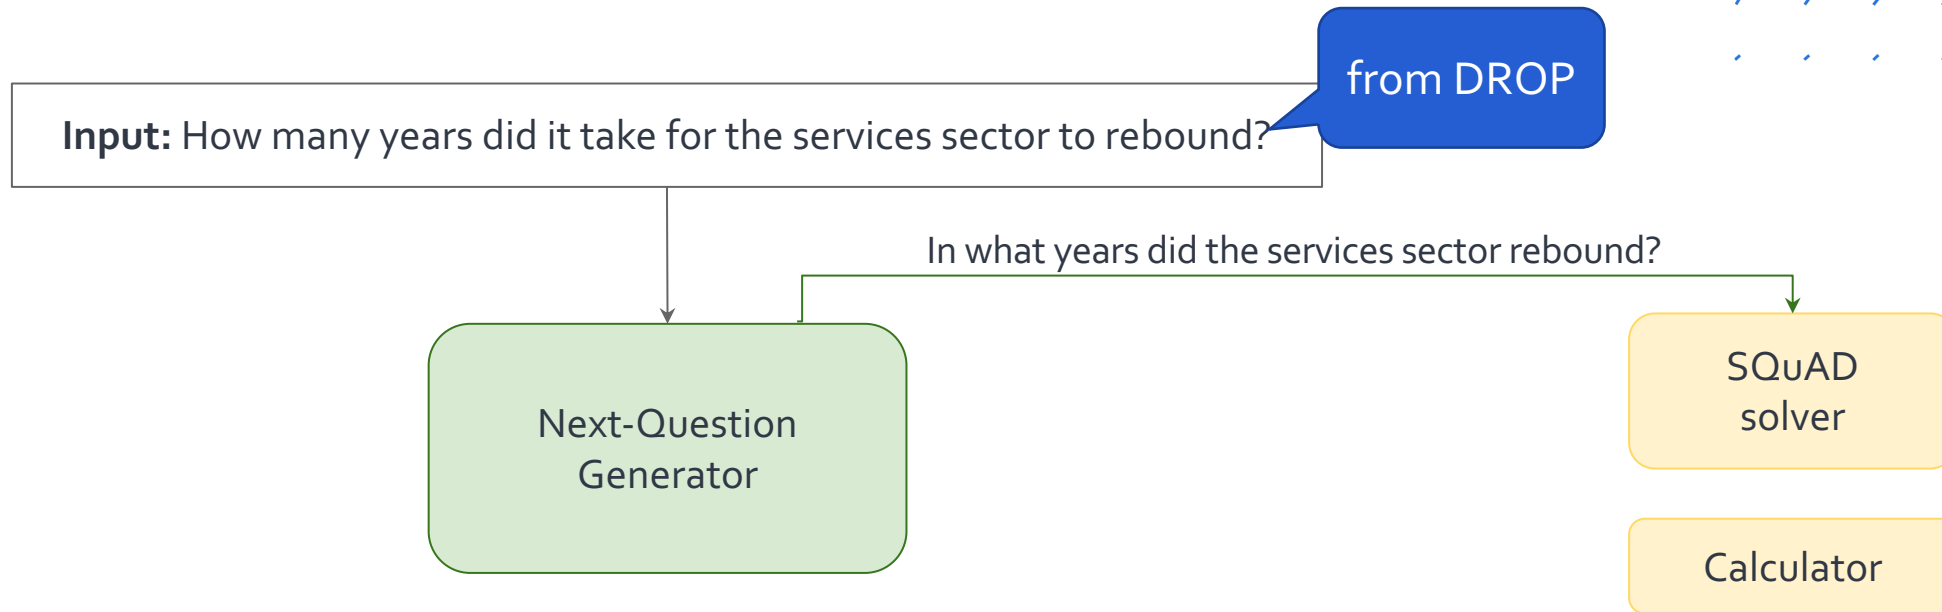 from DROP
Input: How many years did it take for the services sector to rebound?
In what years did the services sector rebound?
SQuAD
solver
Next-Question
Generator
Calculator